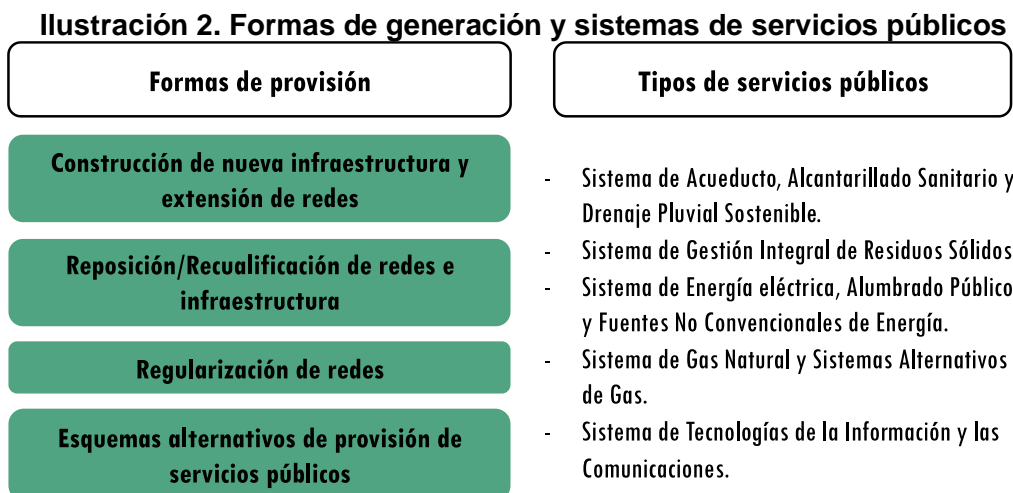 Ilustración 2. Formas de generación y sistemas de servicios públicos
Formas de provisión
Construcción de nueva infraestructura y
extensión de redes
Reposición/Recualificación de redes e
infraestructura
Regularización de redes
Esquemas alternativos de provisión de
servicios públicos
Tipos de servicios públicos
- Sistema de Acueducto, Alcantarillado Sanitario y
Drenaje Pluvial Sostenible.
- Sistema de Gestión Integral de Residuos Sólidos
- Sistema de Energía eléctrica, Alumbrado Público
y Fuentes No Convencionales de Energía.
- Sistema de Gas Natural y Sistemas Alternativos
de Gas.
- Sistema de Tecnologías de la Información y las
Comunicaciones.